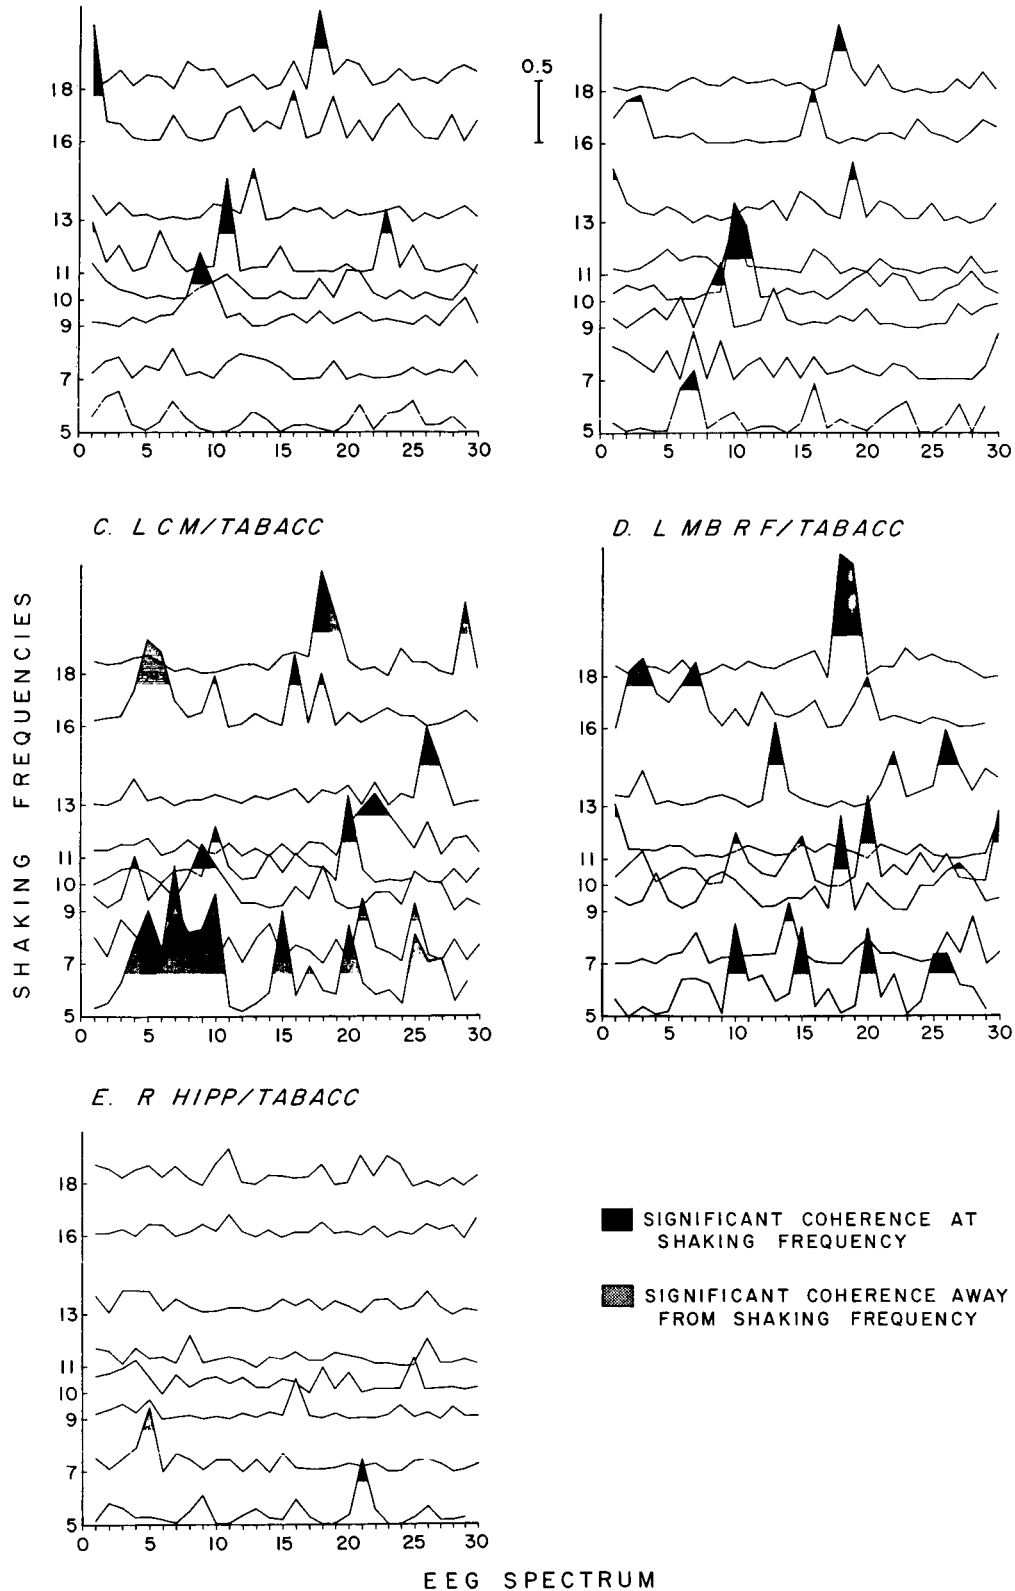 0.5
18
16
13
11
10
9
7
5
0 5 10 15 20 25 30
18
16
13
11
10
9
7
5
0 5 10 15 20 25 30
C. L C M/TABACC
D. L MB R F/TABACC
SHAKING FREQUENCIES
18
16
13
11
10
9
7
5
0 5 10 15 20 25 30
18
16
13
11
10
9
7
5
0 5 10 15 20 25 30
E. R HIPP/TABACC
18
16
13
11
10
9
7
5
0 5 10 15 20 25 30
SIGNIFICANT COHERENCE AT
SHAKING FREQUENCY
SIGNIFICANT COHERENCE AWAY
FROM SHAKING FREQUENCY
EEG SPECTRUM